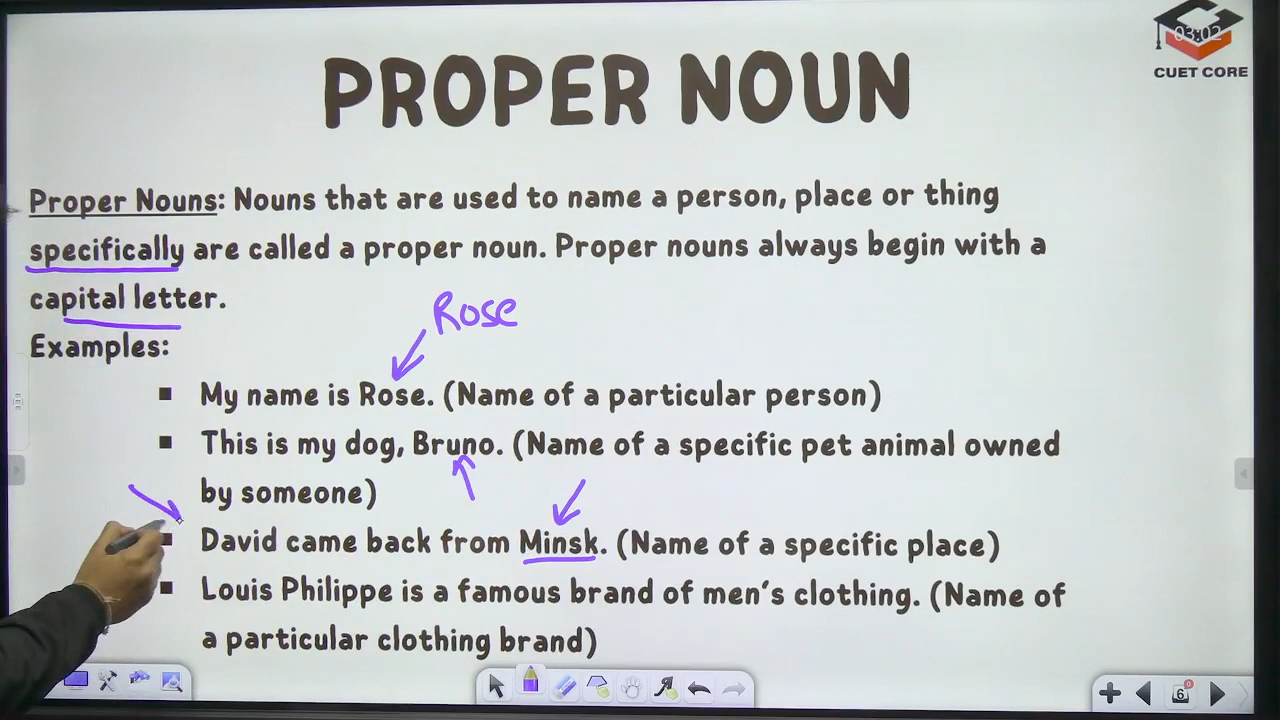 03:02
CUET CORE
PROPER NOUN
Proper Nouns: Nouns that are used to name a person, place or thing
specifically are called a proper noun. Proper nouns always begin with a
capital letter.
Rose
Examples:
▪ My name is Rose. (Name of a particular person)
▪ This is my dog, Bruno. (Name of a specific pet animal owned
by someone)
▪ David came back from Minsk. (Name of a specific place)
▪ Louis Philippe is a famous brand of men's clothing. (Name of
a particular clothing brand)
6
0